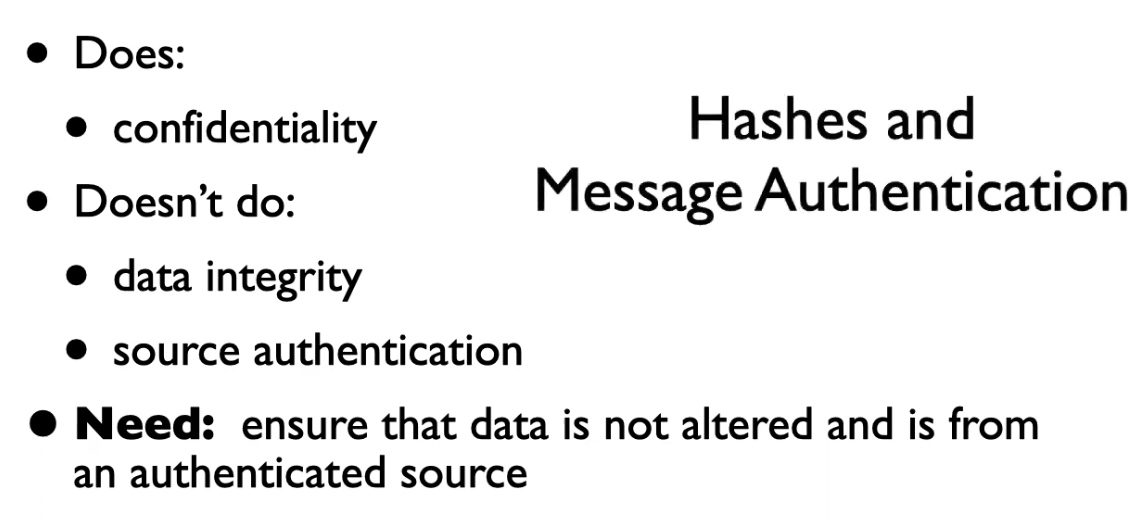 • Does:
• confidentiality
• Doesn't do:
• data integrity
• source authentication
• Need: ensure that data is not altered and is from
an authenticated source
Hashes and
Message Authentication